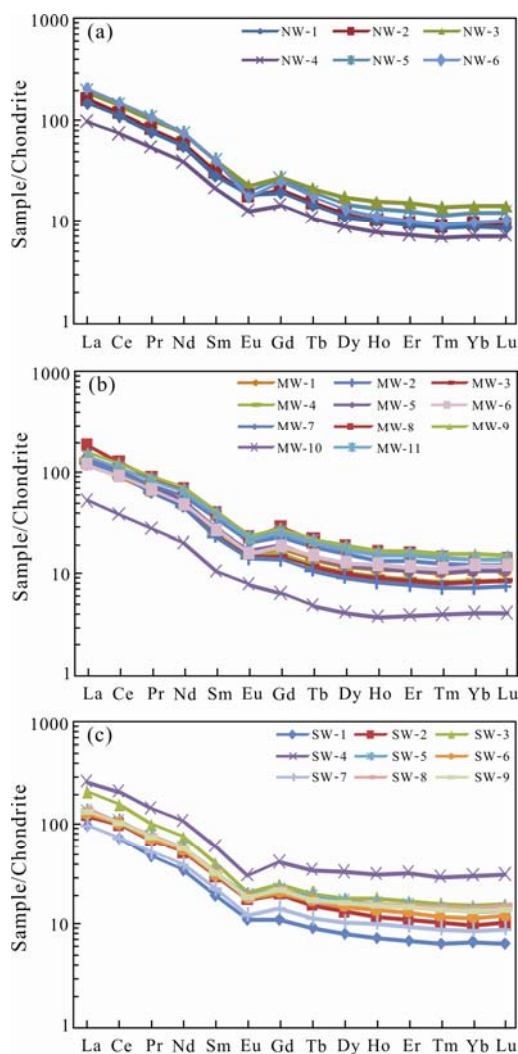 (a)
NW-1 NW-2 NW-3
NW-4 NW-5 NW-6
1000
100
10
1
Sample/Chondrite
La Ce Pr Nd Sm Eu Gd Tb Dy Ho Er Tm Yb Lu
(b)
MW-1 MW-2 MW-3
MW-4 MW-5 MW-6
MW-7 MW-8 MW-9
MW-10 MW-11
1000
100
10
1
Sample/Chondrite
La Ce Pr Nd Sm Eu Gd Tb Dy Ho Er Tm Yb Lu
(c)
SW-1 SW-2 SW-3
SW-4 SW-5 SW-6
SW-7 SW-8 SW-9
1000
100
10
1
Sample/Chondrite
La Ce Pr Nd Sm Eu Gd Tb Dy Ho Er Tm Yb Lu